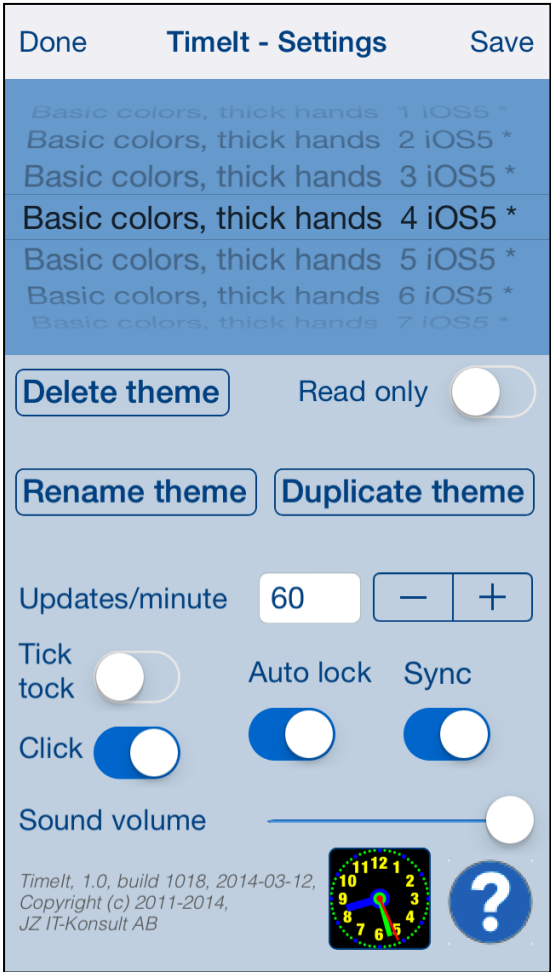 Done TimeIt - Settings Save
Basic colors, thick hands 1 iOS5 *
Basic colors, thick hands 2 iOS5 *
Basic colors, thick hands 3 iOS5 *
Basic colors, thick hands 4 iOS5 *
Basic colors, thick hands 5 iOS5 *
Basic colors, thick hands 6 iOS5 *
Basic colors, thick hands 7 iOS5 *
Delete theme Read only
Rename theme Duplicate theme
Updates/minute 60 − +
Tick
tock
Auto lock Sync
Click
Sound volume
TimeIt, 1.0, build 1018, 2014-03-12,
Copyright (c) 2011-2014,
JZ IT-Konsult AB
12 1 2 3 4 5 6 7 8 9 10 11
?